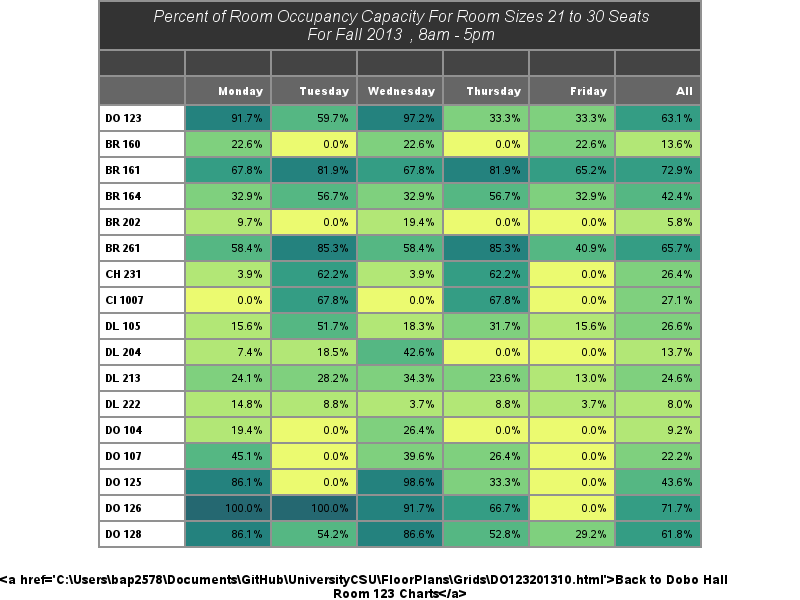 Percent of Room Occupancy Capacity For Room Sizes 21 to 30 Seats
For Fall 2013 , 8am - 5pm
Monday Tuesday Wednesday Thursday Friday All
DO 123 91.7% 59.7% 97.2% 33.3% 33.3% 63.1%
BR 160 22.6% 0.0% 22.6% 0.0% 22.6% 13.6%
BR 161 67.8% 81.9% 67.8% 81.9% 65.2% 72.9%
BR 164 32.9% 56.7% 32.9% 56.7% 32.9% 42.4%
BR 202 9.7% 0.0% 19.4% 0.0% 0.0% 5.8%
BR 261 58.4% 85.3% 58.4% 85.3% 40.9% 65.7%
CH 231 3.9% 62.2% 3.9% 62.2% 0.0% 26.4%
CI 1007 0.0% 67.8% 0.0% 67.8% 0.0% 27.1%
DL 105 15.6% 51.7% 18.3% 31.7% 15.6% 26.6%
DL 204 7.4% 18.5% 42.6% 0.0% 0.0% 13.7%
DL 213 24.1% 28.2% 34.3% 23.6% 13.0% 24.6%
DL 222 14.8% 8.8% 3.7% 8.8% 3.7% 8.0%
DO 104 19.4% 0.0% 26.4% 0.0% 0.0% 9.2%
DO 107 45.1% 0.0% 39.6% 26.4% 0.0% 22.2%
DO 125 86.1% 0.0% 98.6% 33.3% 0.0% 43.6%
DO 126 100.0% 100.0% 91.7% 66.7% 0.0% 71.7%
DO 128 86.1% 54.2% 86.6% 52.8% 29.2% 61.8%
<a href='C:\Users\bap2578\Documents\GitHub\UniversityCSU\FloorPlans\Grids\DO123201310.html'>Back to Dobo Hall
Room 123 Charts</a>